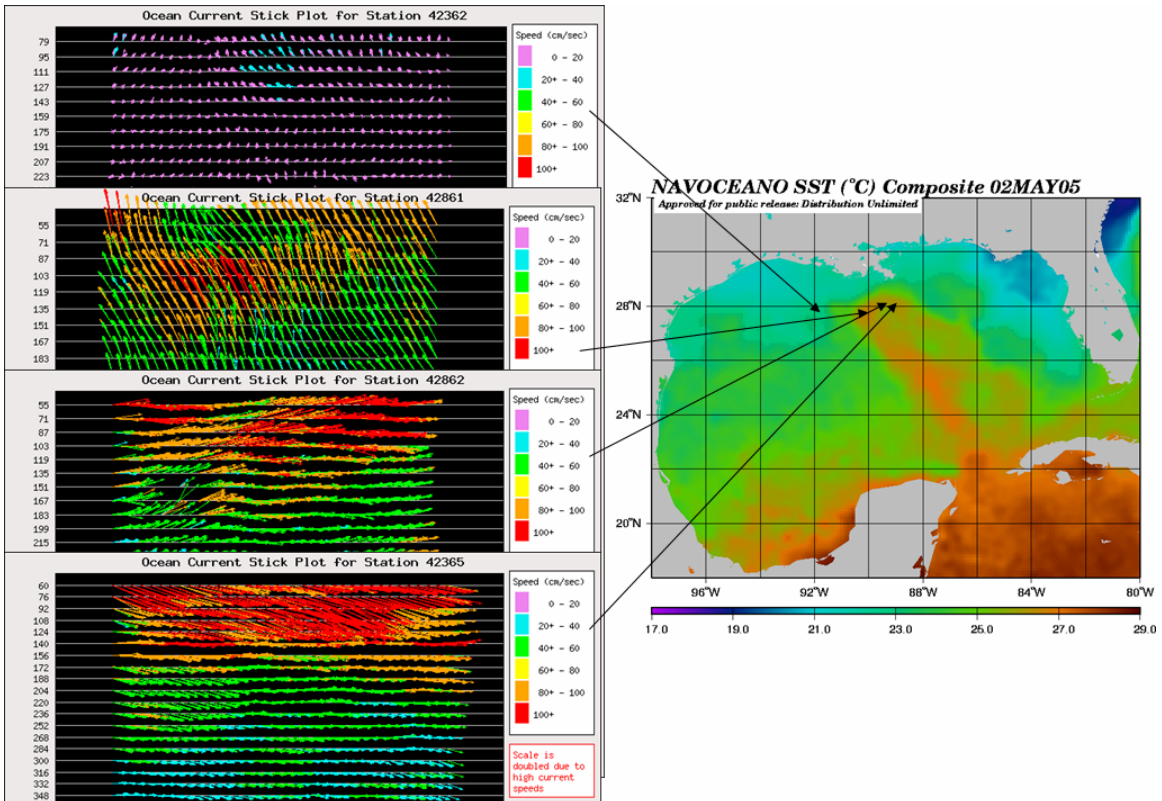 Ocean Current Stick Plot for Station 42362
Speed (cm/sec)
0 - 20
20+ - 40
40+ - 60
60+ - 80
80+ - 100
100+
79
95
111
127
143
159
175
191
207
223
Ocean Current Stick Plot for Station 42861
Speed (cm/sec)
0 - 20
20+ - 40
40+ - 60
60+ - 80
80+ - 100
100+
55
71
87
103
119
135
151
167
183
Ocean Current Stick Plot for Station 42862
Speed (cm/sec)
0 - 20
20+ - 40
40+ - 60
60+ - 80
80+ - 100
100+
55
71
87
103
119
135
151
167
183
199
215
Ocean Current Stick Plot for Station 42365
Speed (cm/sec)
0 - 20
20+ - 40
40+ - 60
60+ - 80
80+ - 100
100+
60
76
92
108
124
140
156
172
188
204
220
236
252
268
284
300
316
332
348
Scale is
doubled due to
high current
speeds
NAVOCEANO SST (°C) Composite 02MAY05
Approved for public release: Distribution Unlimited
32°N
28°N
24°N
20°N
96°W
92°W
88°W
84°W
80°W
17.0
19.0
21.0
23.0
25.0
27.0
29.0